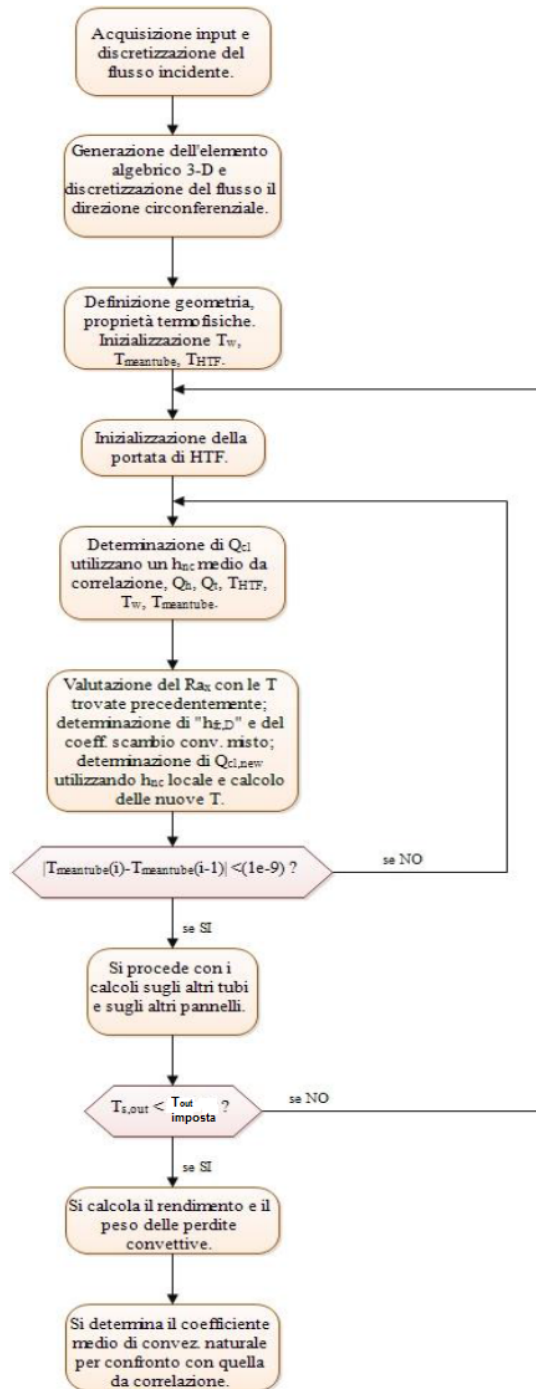 Acquisizione input e
discretizzazione del
flusso incidente.
Generazione dell'elemento
algebrico 3-D e
discretizzazione del flusso il
direzione circonferenziale.
Definizione geometria,
proprietà termofisiche.
Inizializzazione Tw,
Tmeantube, THTF.
Inizializzazione della
portata di HTF.
Determinazione di Qcl
utilizzano un hnc medio da
correlazione, Qh, Qt, THTF,
Tw, Tmeantube.
Valutazione del Rax con le T
trovate precedentemente;
determinazione di "hf,D" e del
coeff. scambio conv. misto;
determinazione di Qcl,new
utilizzando hnc locale e calcolo
delle nuove T.
|Tmeantube(i)-Tmeantube(i-1)| <(1e-9) ?
se NO
se SI
Si procede con i
calcoli sugli altri tubi
e sugli altri pannelli.
Ts,out < Tout imposta ?
se NO
se SI
Si calcola il rendimento e il
peso delle perdite
convettive.
Si determina il coefficiente
medio di convez. naturale
per confronto con quella
da correlazione.